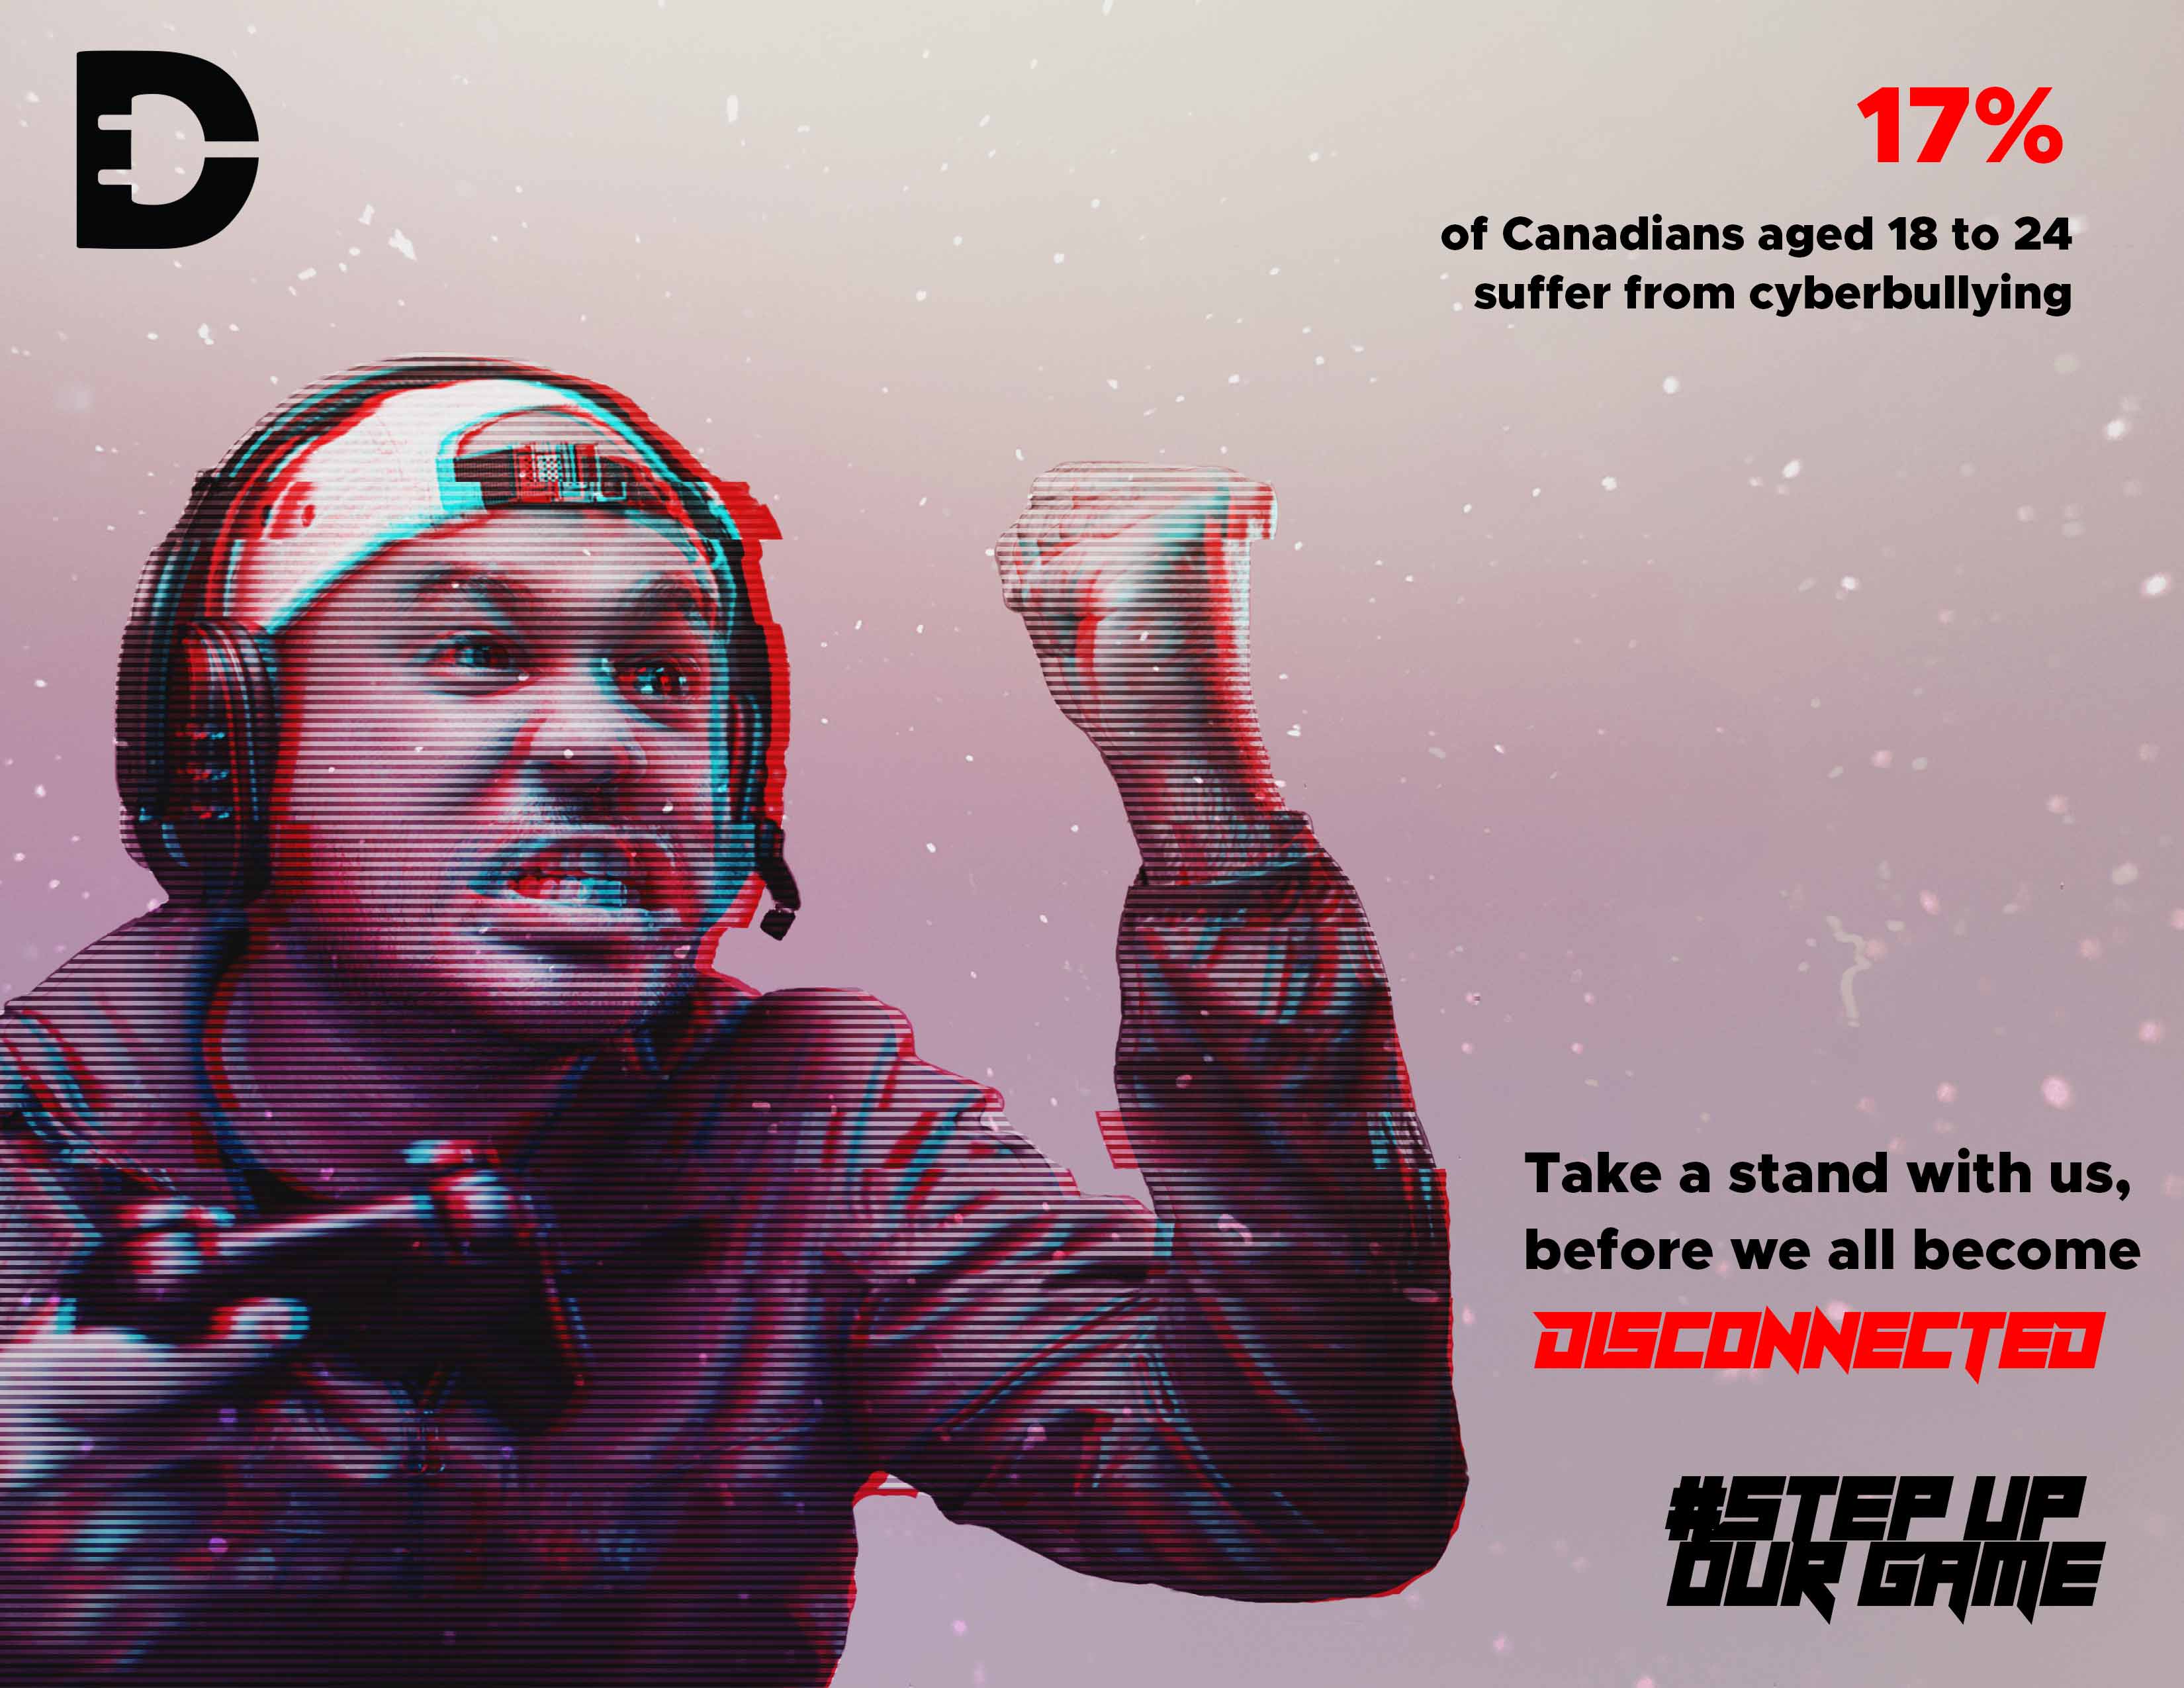 17%
of Canadians aged 18 to 24
suffer from cyberbullying
Take a stand with us,
before we all become
DISCONNECTED
#STEP UP
OUR GAME